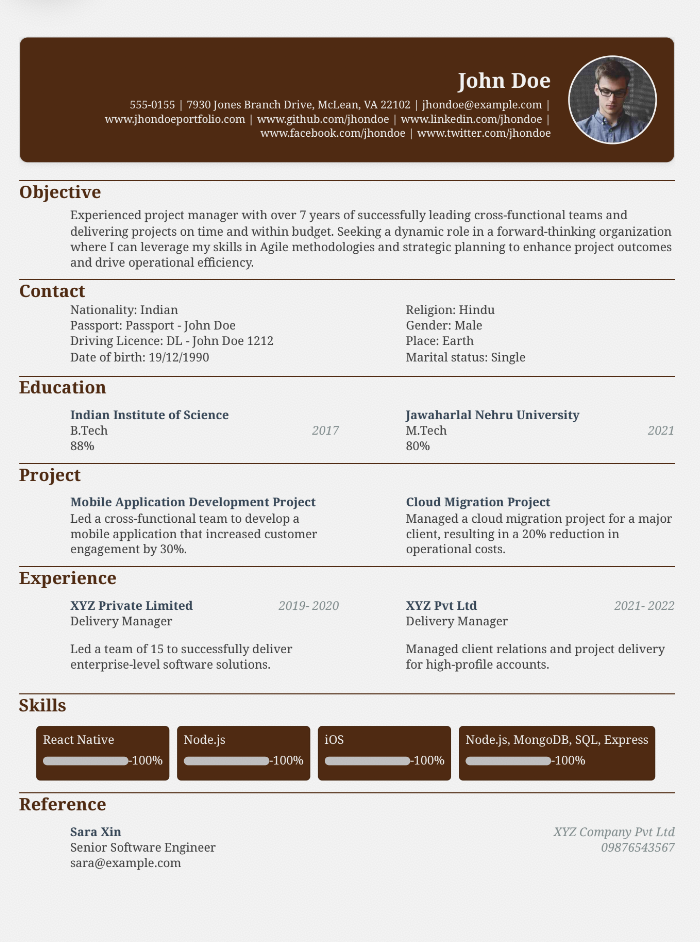 John Doe
555-0155 | 7930 Jones Branch Drive, McLean, VA 22102 | jhondoe@example.com |
www.jhondoeportfolio.com | www.github.com/jhondoe | www.linkedin.com/jhondoe |
www.facebook.com/jhondoe | www.twitter.com/jhondoe
Objective
Experienced project manager with over 7 years of successfully leading cross-functional teams and
delivering projects on time and within budget. Seeking a dynamic role in a forward-thinking organization
where I can leverage my skills in Agile methodologies and strategic planning to enhance project outcomes
and drive operational efficiency.
Contact
Nationality: Indian
Passport: Passport - John Doe
Driving Licence: DL - John Doe 1212
Date of birth: 19/12/1990
Religion: Hindu
Gender: Male
Place: Earth
Marital status: Single
Education
Indian Institute of Science
B.Tech 2017
88%
Jawaharlal Nehru University
M.Tech 2021
80%
Project
Mobile Application Development Project
Led a cross-functional team to develop a
mobile application that increased customer
engagement by 30%.
Cloud Migration Project
Managed a cloud migration project for a major
client, resulting in a 20% reduction in
operational costs.
Experience
XYZ Private Limited 2019- 2020
Delivery Manager
Led a team of 15 to successfully deliver
enterprise-level software solutions.
XYZ Pvt Ltd 2021- 2022
Delivery Manager
Managed client relations and project delivery
for high-profile accounts.
Skills
React Native
-100%
Node.js
-100%
iOS
-100%
Node.js, MongoDB, SQL, Express
-100%
Reference
Sara Xin
Senior Software Engineer
sara@example.com
XYZ Company Pvt Ltd
09876543567